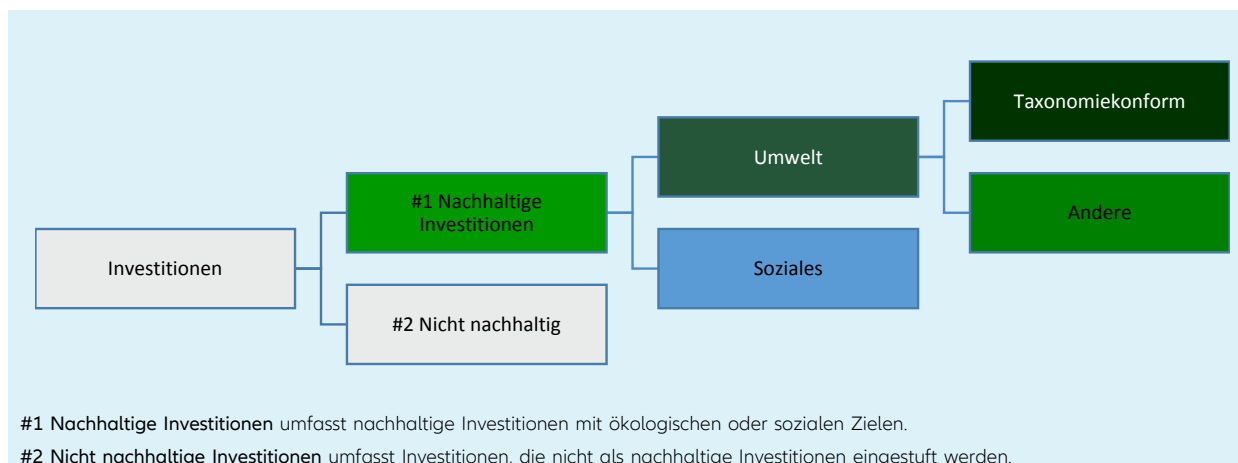 Taxonomiekonform
Umwelt
#1 Nachhaltige
Investitionen
Andere
Investitionen
Soziales
#2 Nicht nachhaltig
#1 Nachhaltige Investitionen umfasst nachhaltige Investitionen mit ökologischen oder sozialen Zielen.
#2 Nicht nachhaltige Investitionen umfasst Investitionen, die nicht als nachhaltige Investitionen eingestuft werden.